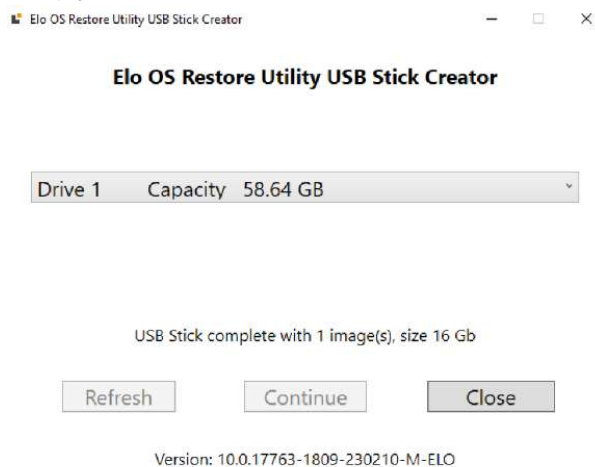 Elo OS Restore Utility USB Stick Creator
Elo OS Restore Utility USB Stick Creator
Drive 1 Capacity 58.64 GB
USB Stick complete with 1 image(s), size 16 Gb
Refresh Continue Close
Version: 10.0.17763-1809-230210-M-ELO